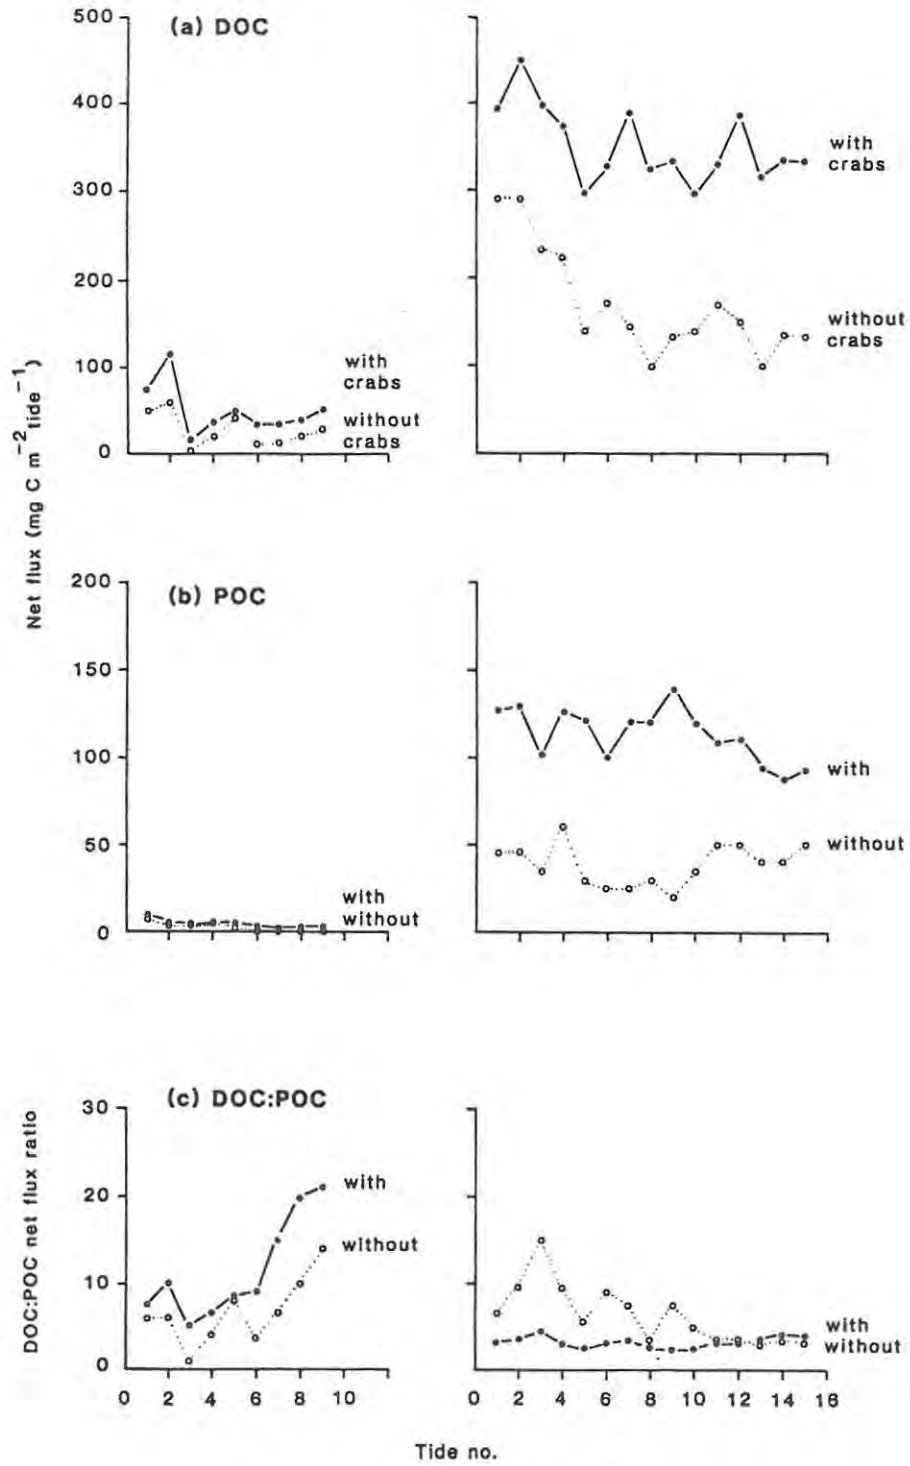 (a) DOC
500
400
300
200
100
0
with
crabs
without
crabs
with
crabs
without
crabs
Net flux (mg C m⁻² tide⁻¹)
(b) POC
200
150
100
50
0
with
without
with
without
(c) DOC:POC
30
20
10
0
with
without
with
without
DOC:POC net flux ratio
0 2 4 6 8 10
0 2 4 6 8 10 12 14 16
Tide no.